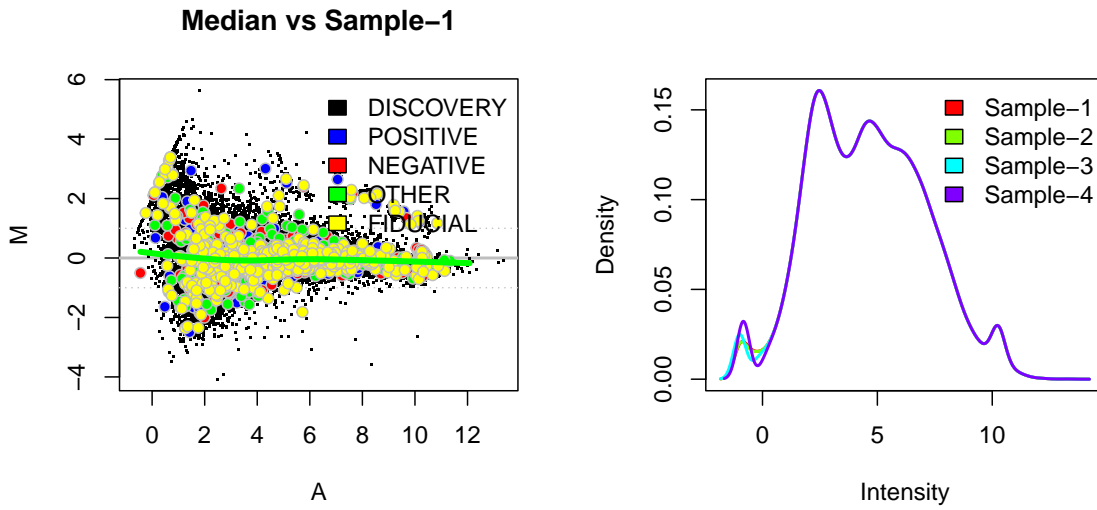 Median vs Sample−1
6
4
2
0
−2
−4
M
0 2 4 6 8 10 12
A
DISCOVERY
POSITIVE
NEGATIVE
OTHER
FIDUCIAL
0.15
0.10
0.05
0.00
Density
0 5 10
Intensity
Sample−1
Sample−2
Sample−3
Sample−4